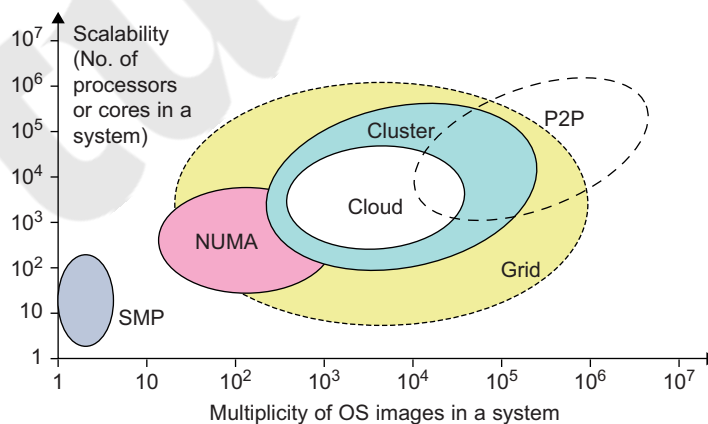 Scalability
(No. of
processors
or cores in a
system)
10⁷
10⁶
10⁵
10⁴
10³
10²
10
1
Cluster
P2P
Cloud
NUMA
Grid
SMP
1 10 10² 10³ 10⁴ 10⁵ 10⁶ 10⁷
Multiplicity of OS images in a system